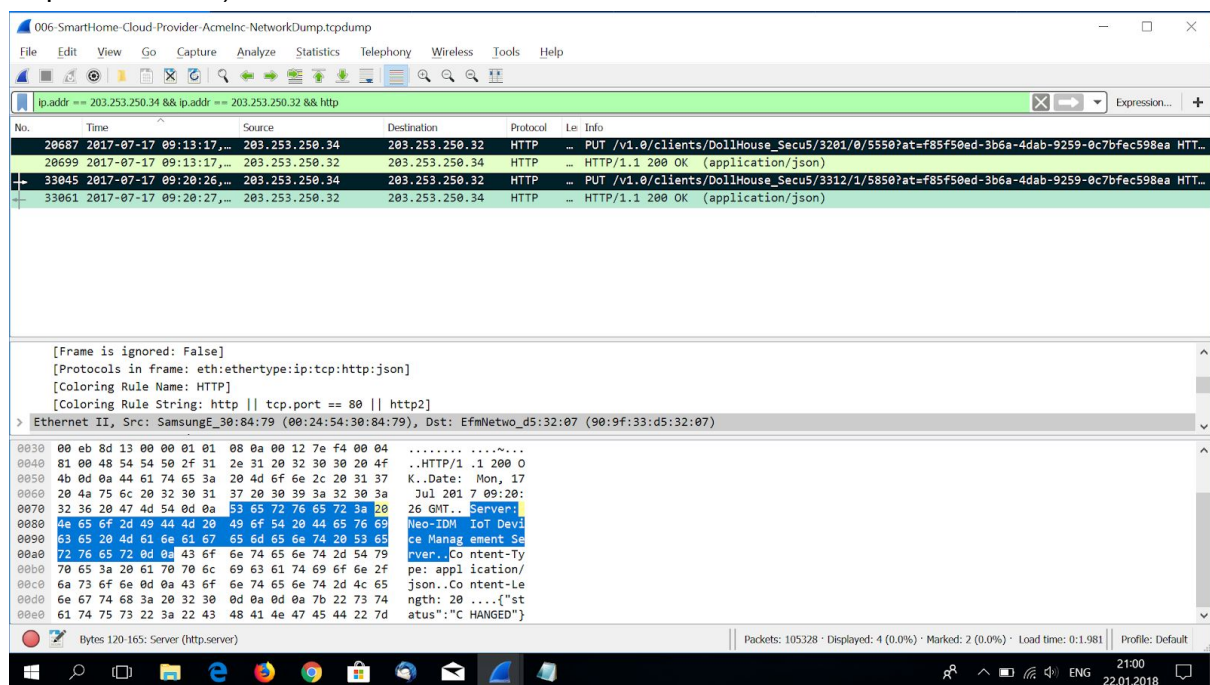 006-SmartHome-Cloud-Provider-AcmeInc-NetworkDump.tcpdump
File Edit View Go Capture Analyze Statistics Telephony Wireless Tools Help
ip.addr == 203.253.250.34 && ip.addr == 203.253.250.32 && http Expression... +
No. Time Source Destination Protocol Le Info
20687 2017-07-17 09:13:17,… 203.253.250.34 203.253.250.32 HTTP … PUT /v1.0/clients/DollHouse_Secu5/3201/0/5550?at=f85f50ed-3b6a-4dab-9259-0c7bfec598ea HTT…
20699 2017-07-17 09:13:17,… 203.253.250.32 203.253.250.34 HTTP … HTTP/1.1 200 OK (application/json)
33045 2017-07-17 09:20:26,… 203.253.250.34 203.253.250.32 HTTP … PUT /v1.0/clients/DollHouse_Secu5/3312/1/5850?at=f85f50ed-3b6a-4dab-9259-0c7bfec598ea HTT…
33061 2017-07-17 09:20:27,… 203.253.250.32 203.253.250.34 HTTP … HTTP/1.1 200 OK (application/json)
[Frame is ignored: False]
[Protocols in frame: eth:ethertype:ip:tcp:http:json]
[Coloring Rule Name: HTTP]
[Coloring Rule String: http || tcp.port == 80 || http2]
> Ethernet II, Src: SamsungE_30:84:79 (00:24:54:30:84:79), Dst: EfmNetwo_d5:32:07 (90:9f:33:d5:32:07)
0030 00 eb 8d 13 00 00 01 01 08 0a 00 12 7e f4 00 04 ........ ....~...
0040 81 00 48 54 54 50 2f 31 2e 31 20 32 30 30 20 4f ..HTTP/1 .1 200 O
0050 4b 0d 0a 44 61 74 65 3a 20 4d 6f 6e 2c 20 31 37 K..Date: Mon, 17
0060 20 4a 75 6c 20 32 30 31 37 20 30 39 3a 32 30 3a Jul 201 7 09:20:
0070 32 36 20 47 4d 54 0d 0a 53 65 72 76 65 72 3a 20 26 GMT.. Server:
0080 4e 65 6f 2d 49 44 4d 20 49 6f 54 20 44 65 76 69 Neo-IDM IoT Devi
0090 63 65 20 4d 61 6e 61 67 65 6d 65 6e 74 20 53 65 ce Manag ement Se
00a0 72 76 65 72 0d 0a 43 6f 6e 74 65 6e 74 2d 54 79 rver..Co ntent-Ty
00b0 70 65 3a 20 61 70 70 6c 69 63 61 74 69 6f 6e 2f pe: appl ication/
00c0 6a 73 6f 6e 0d 0a 43 6f 6e 74 65 6e 74 2d 4c 65 json..Co ntent-Le
00d0 6e 67 74 68 3a 20 32 30 0d 0a 0d 0a 7b 22 73 74 ngth: 20 ....{"st
00e0 61 74 75 73 22 3a 22 43 48 41 4e 47 45 44 22 7d atus":"C HANGED"}
Bytes 120-165: Server (http.server) Packets: 105328 · Displayed: 4 (0.0%) · Marked: 2 (0.0%) · Load time: 0:1.981 Profile: Default
ENG 21:00
22.01.2018